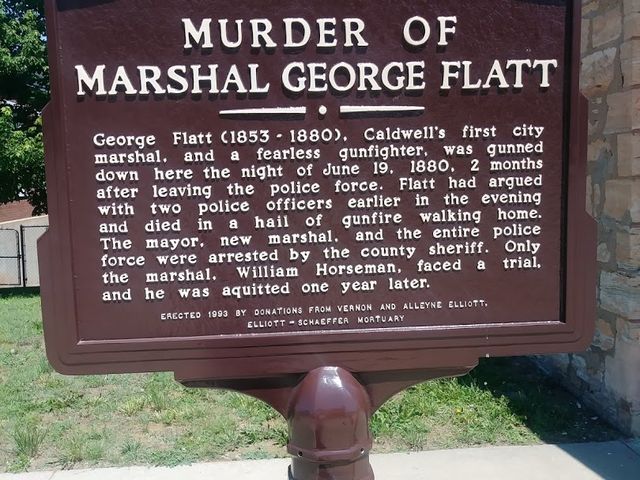 MURDER OF
MARSHAL GEORGE FLATT
George Flatt (1853 - 1880), Caldwell's first city
marshal, and a fearless gunfighter, was gunned
down here the night of June 19, 1880, 2 months
after leaving the police force. Flatt had argued
with two police officers earlier in the evening
and died in a hail of gunfire walking home.
The mayor, new marshal, and the entire police
force were arrested by the county sheriff. Only
the marshal, William Horseman, faced a trial,
and he was aquitted one year later.
ERECTED 1993 BY DONATIONS FROM VERNON AND ALLEYNE ELLIOTT,
ELLIOTT - SCHAEFFER MORTUARY